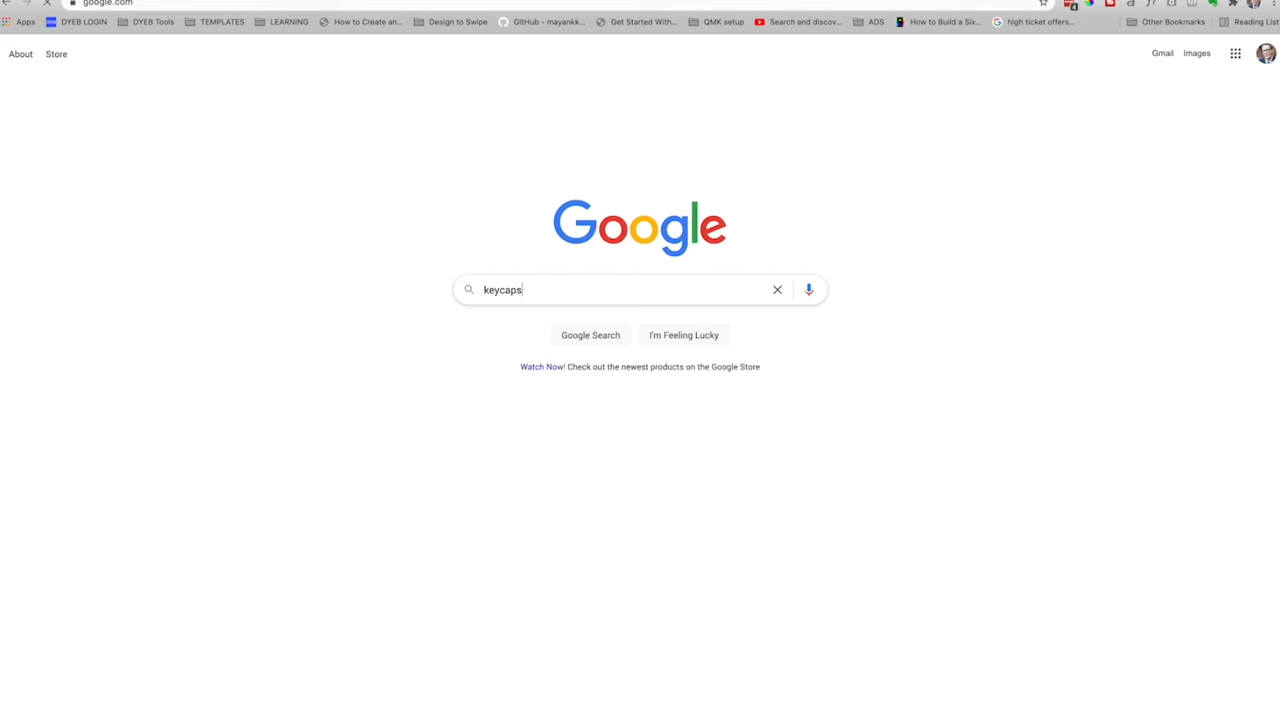 google.com
Apps DYEB LOGIN DYEB Tools TEMPLATES LEARNING How to Create an... Design to Swipe GitHub - mayankk... Get Started With... QMK setup Search and discov... ADS How to Build a Six... high ticket offers... Other Bookmarks Reading List
About Store Gmail Images
Google
keycaps
Google Search I'm Feeling Lucky
Watch Now! Check out the newest products on the Google Store